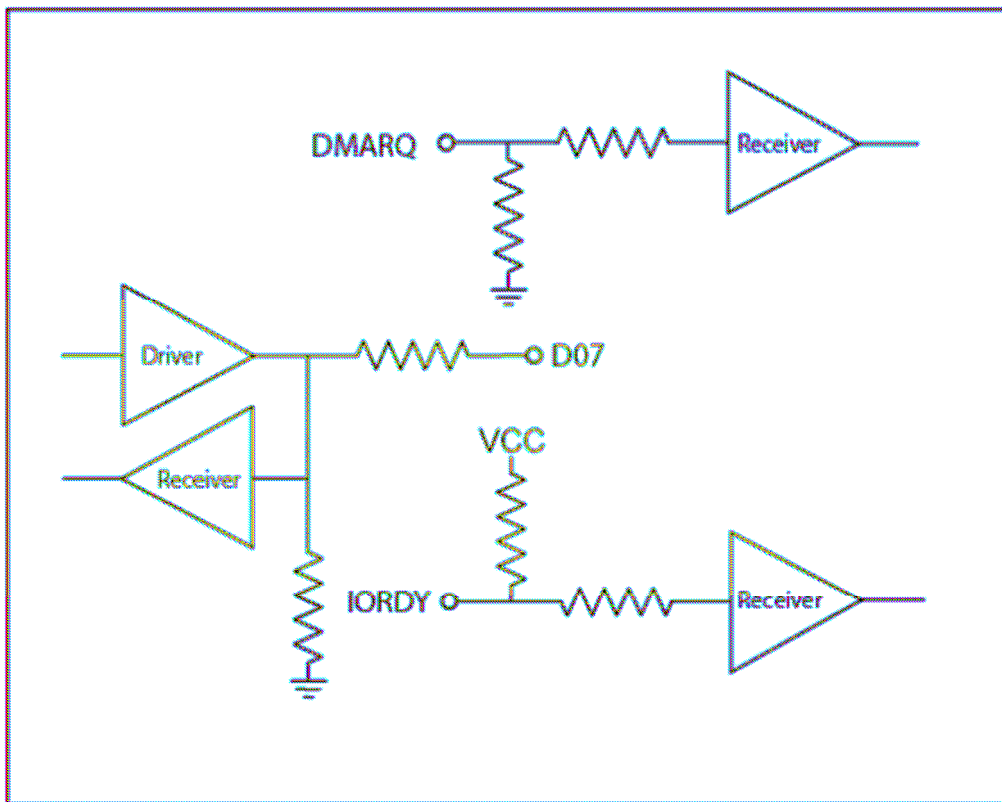 DMARQ
Receiver
Driver
D07
Receiver
VCC
IORDY
Receiver